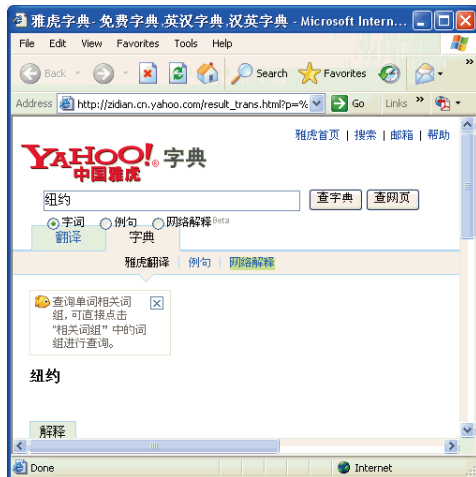 雅虎字典- 免费字典,英汉字典,汉英字典 - Microsoft Intern...
File Edit View Favorites Tools Help
Back Search Favorites
Address http://zidian.cn.yahoo.com/result_trans.html?p=% Go Links
雅虎首页 | 搜索 | 邮箱 | 帮助
YAHOO! 字典
中国雅虎
纽约 查字典 查网页
字词 例句 网络解释Beta
翻译 字典
雅虎翻译 | 例句 | 网络解释
查询单词相关词
组,可直接点击
"相关词组"中的词
组进行查询。
纽约
解释
Done Internet